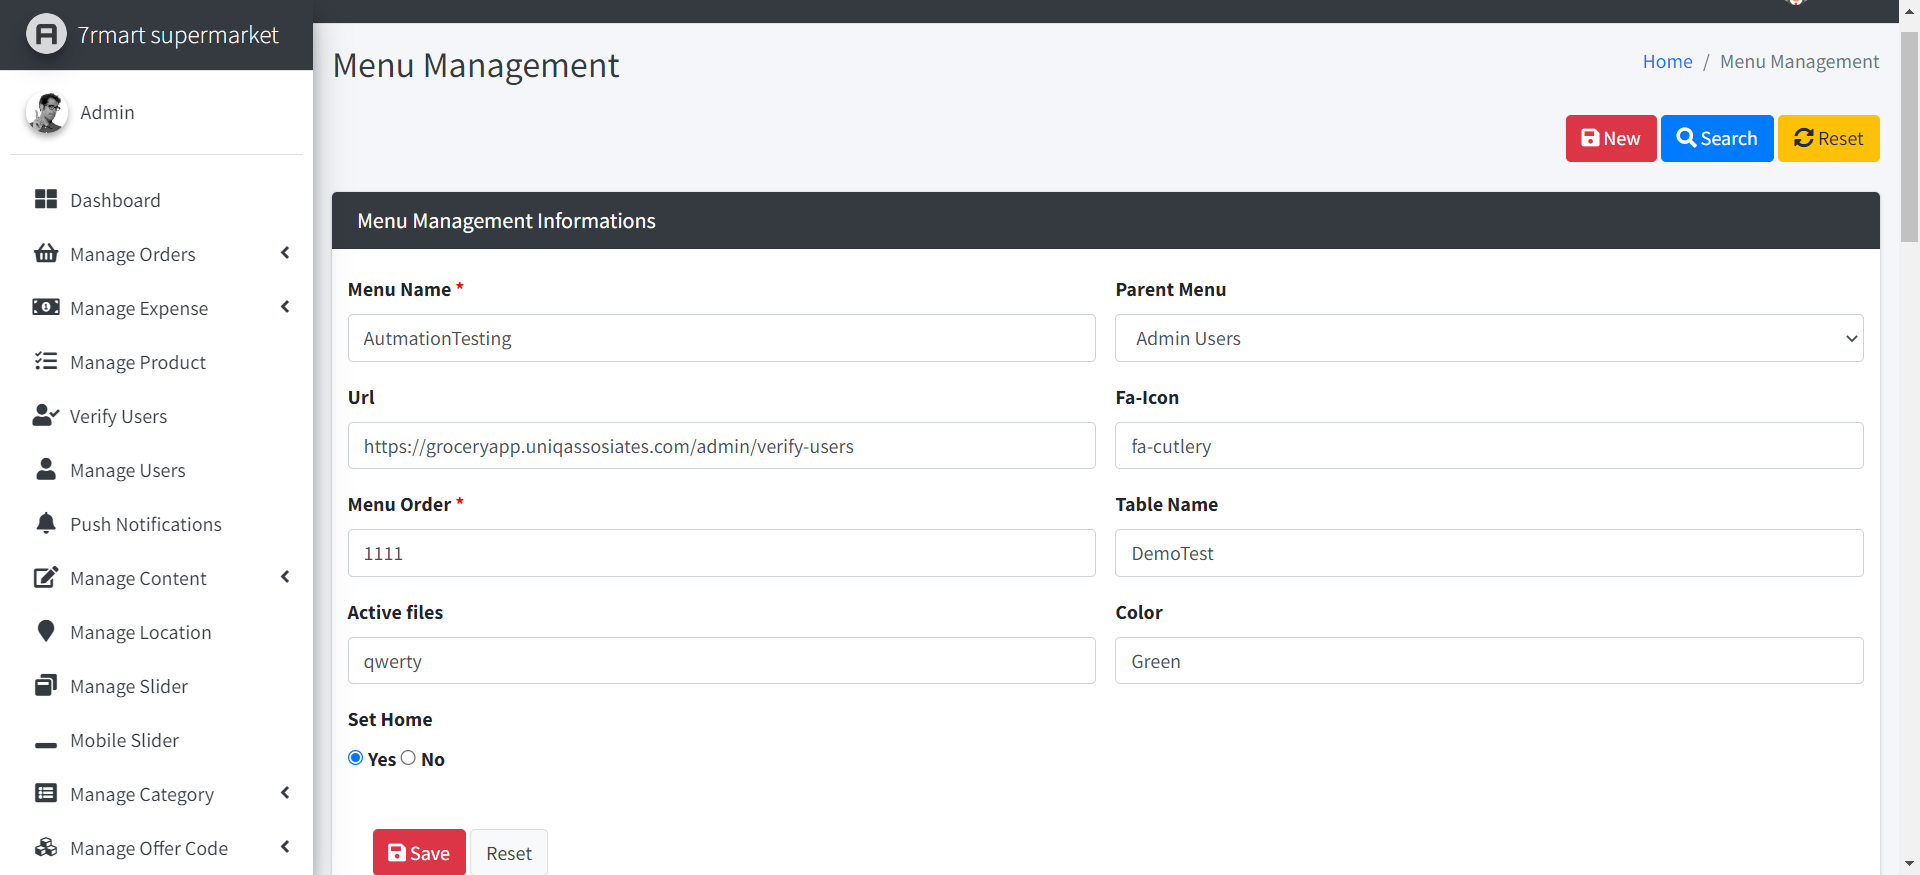 7rmart supermarket
Admin
Dashboard
Manage Orders
Manage Expense
Manage Product
Verify Users
Manage Users
Push Notifications
Manage Content
Manage Location
Manage Slider
Mobile Slider
Manage Category
Manage Offer Code
Menu Management
Home / Menu Management
New Search Reset
Menu Management Informations
Menu Name * Parent Menu
AutmationTesting Admin Users
Url Fa-Icon
https://groceryapp.uniqassosiates.com/admin/verify-users fa-cutlery
Menu Order * Table Name
1111 DemoTest
Active files Color
qwerty Green
Set Home
Yes No
Save Reset